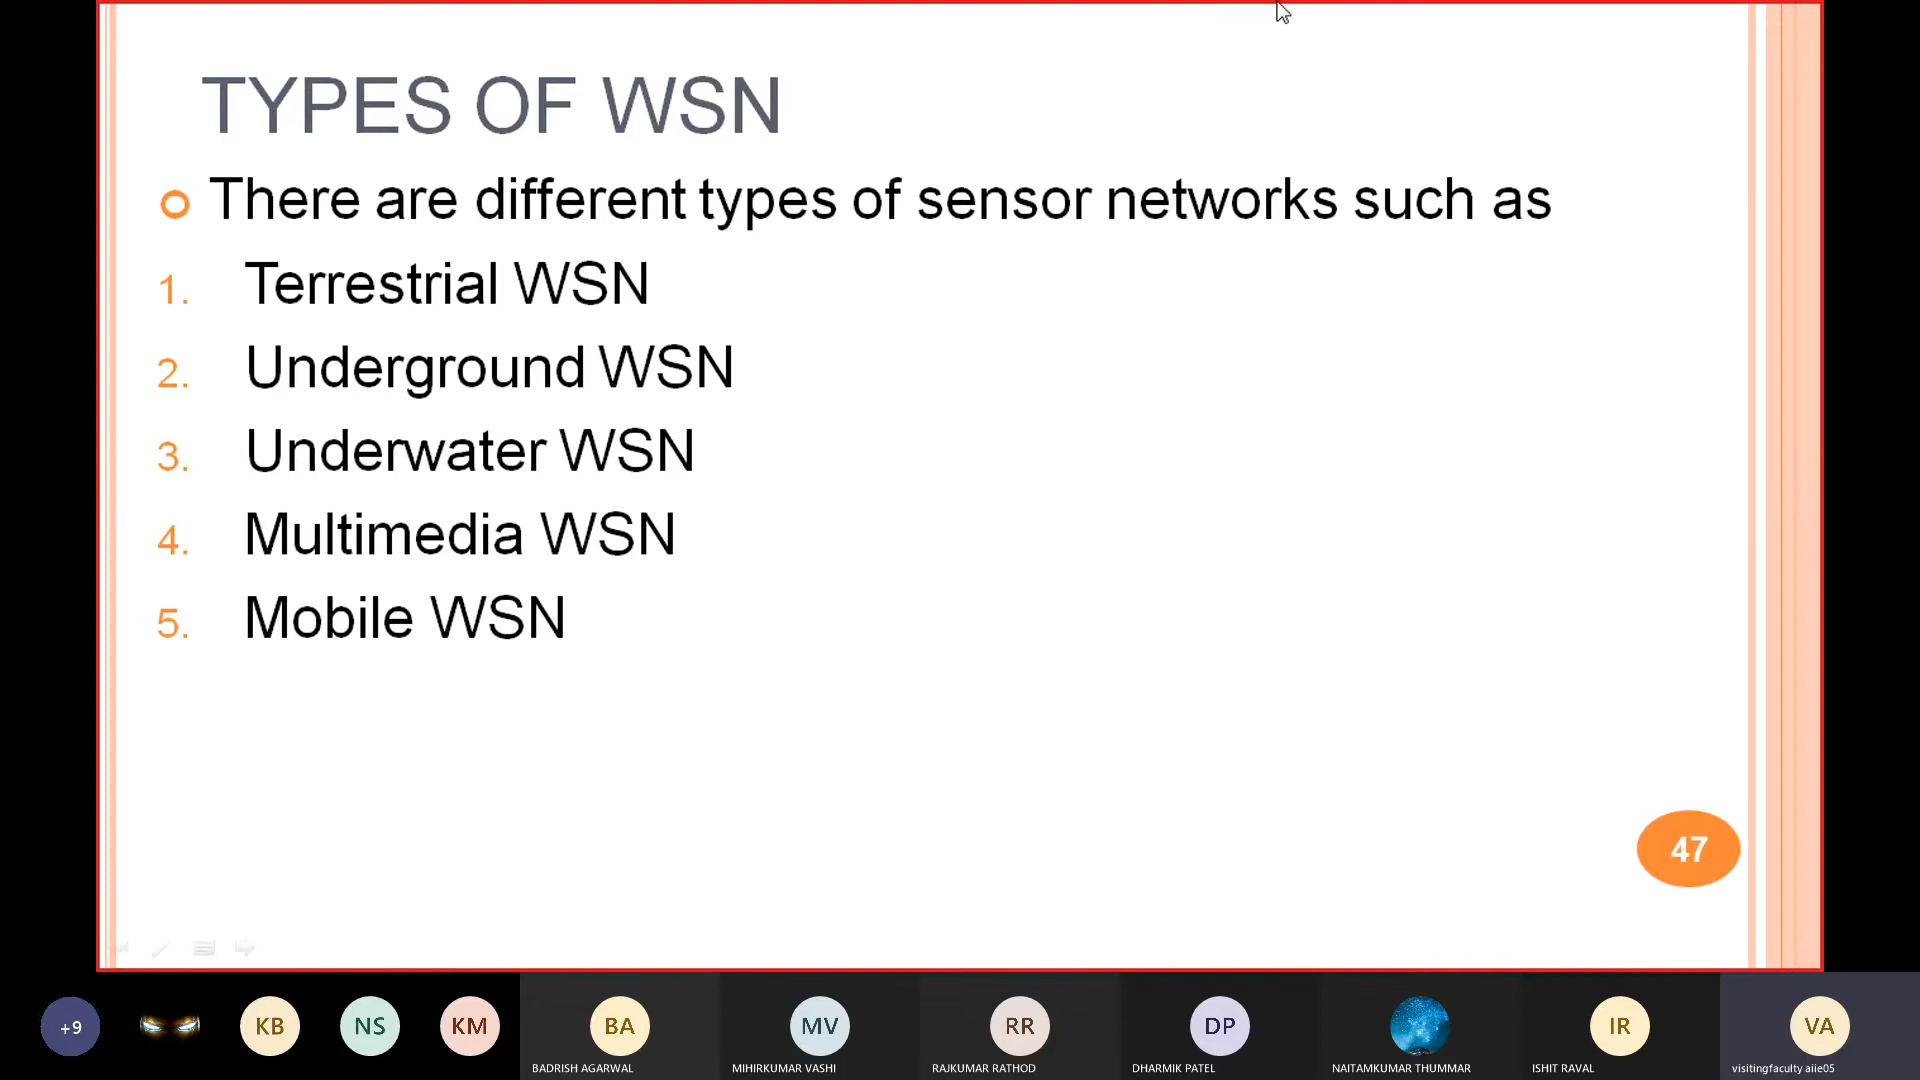 TYPES OF WSN
There are different types of sensor networks such as
1. Terrestrial WSN
2. Underground WSN
3. Underwater WSN
4. Multimedia WSN
5. Mobile WSN
47
+9
KB
NS
KM
BA
MV
RR
DP
IR
VA
BADRISH AGARWAL
MIHIRKUMAR VASHI
RAJKUMAR RATHOD
DHARMIK PATEL
NAITAMKUMAR THUMMAR
ISHIT RAVAL
visitingfaculty aiie05